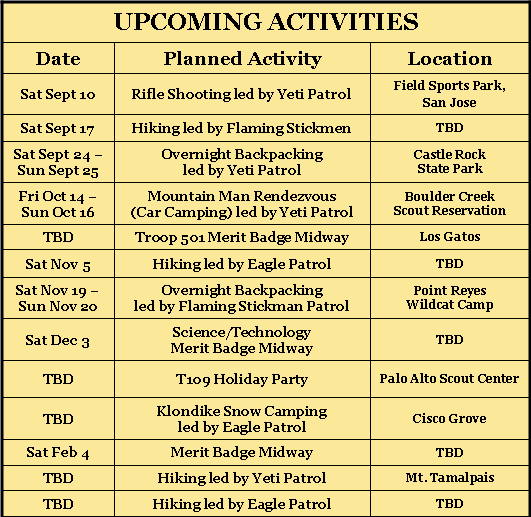 UPCOMING ACTIVITIES
Date Planned Activity Location
Sat Sept 10 Rifle Shooting led by Yeti Patrol Field Sports Park,
San Jose
Sat Sept 17 Hiking led by Flaming Stickmen TBD
Sat Sept 24 –
Sun Sept 25
Overnight Backpacking
led by Yeti Patrol
Castle Rock
State Park
Fri Oct 14 –
Sun Oct 16
Mountain Man Rendezvous
(Car Camping) led by Yeti Patrol
Boulder Creek
Scout Reservation
TBD Troop 501 Merit Badge Midway Los Gatos
Sat Nov 5 Hiking led by Eagle Patrol TBD
Sat Nov 19 –
Sun Nov 20
Overnight Backpacking
led by Flaming Stickman Patrol
Point Reyes
Wildcat Camp
Sat Dec 3
Science/Technology
Merit Badge Midway
TBD
TBD T109 Holiday Party Palo Alto Scout Center
TBD
Klondike Snow Camping
led by Eagle Patrol
Cisco Grove
Sat Feb 4 Merit Badge Midway TBD
TBD Hiking led by Yeti Patrol Mt. Tamalpais
TBD Hiking led by Eagle Patrol TBD